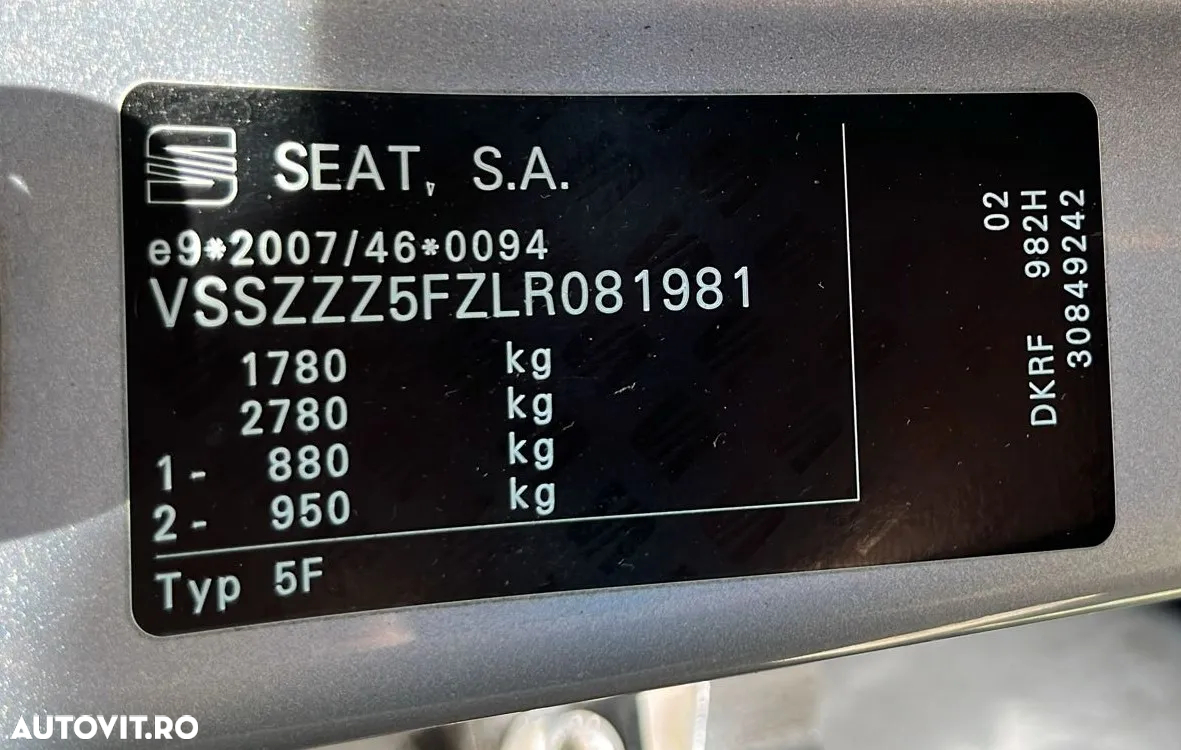 SEAT, S.A.
e9*2007/46*0094
VSSZZZ5FZLR081981
1780 kg
2780 kg
1- 880 kg
2- 950 kg
Typ 5F
02
DKRF 982H
30849242
AUTOVIT.RO